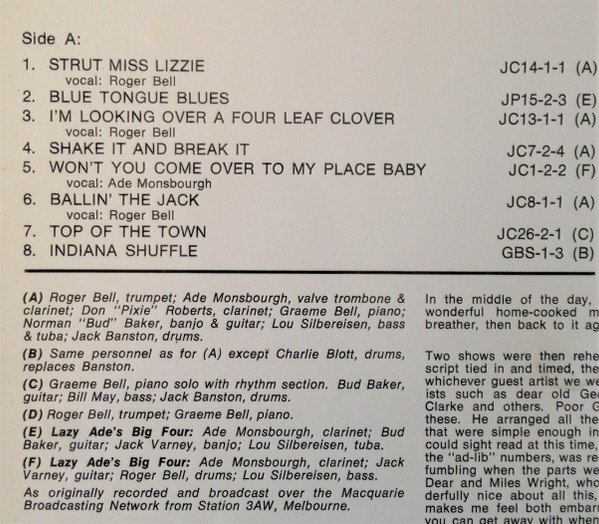 Side A:
1. STRUT MISS LIZZIE JC14-1-1 (A)
vocal: Roger Bell
2. BLUE TONGUE BLUES JP15-2-3 (E)
3. I'M LOOKING OVER A FOUR LEAF CLOVER JC13-1-1 (A)
vocal: Roger Bell
4. SHAKE IT AND BREAK IT JC7-2-4 (A)
5. WON'T YOU COME OVER TO MY PLACE BABY JC1-2-2 (F)
vocal: Ade Monsbourgh
6. BALLIN' THE JACK JC8-1-1 (A)
vocal: Roger Bell
7. TOP OF THE TOWN JC26-2-1 (C)
8. INDIANA SHUFFLE GBS-1-3 (B)
(A) Roger Bell, trumpet; Ade Monsbourgh, valve trombone &
clarinet; Don "Pixie" Roberts, clarinet; Graeme Bell, piano;
Norman "Bud" Baker, banjo & guitar; Lou Silbereisen, bass
& tuba; Jack Banston, drums.
(B) Same personnel as for (A) except Charlie Blott, drums,
replaces Banston.
(C) Graeme Bell, piano solo with rhythm section. Bud Baker,
guitar; Bill May, bass; Jack Banston, drums.
(D) Roger Bell, trumpet; Graeme Bell, piano.
(E) Lazy Ade's Big Four: Ade Monsbourgh, clarinet; Bud
Baker, guitar; Jack Varney, banjo; Lou Silbereisen, tuba.
(F) Lazy Ade's Big Four: Ade Monsbourgh, clarinet; Jack
Varney, guitar; Roger Bell, drums; Lou Silbereisen, bass.
As originally recorded and broadcast over the Macquarie
Broadcasting Network from Station 3AW, Melbourne.
In the middle of the day,
wonderful home-cooked m
breather, then back to it ag
Two shows were then rehe
script tied in and timed, the
whichever guest artist we we
ists such as dear old Geo
Clarke and others. Poor G
these. He arranged all the
that were simple enough in
could sight read at this time,
the "ad-lib" numbers, was re
fumbling when the parts we
Dear and Miles Wright, who
derfully nice about all this,
makes me feel both embarr
you can get away with when